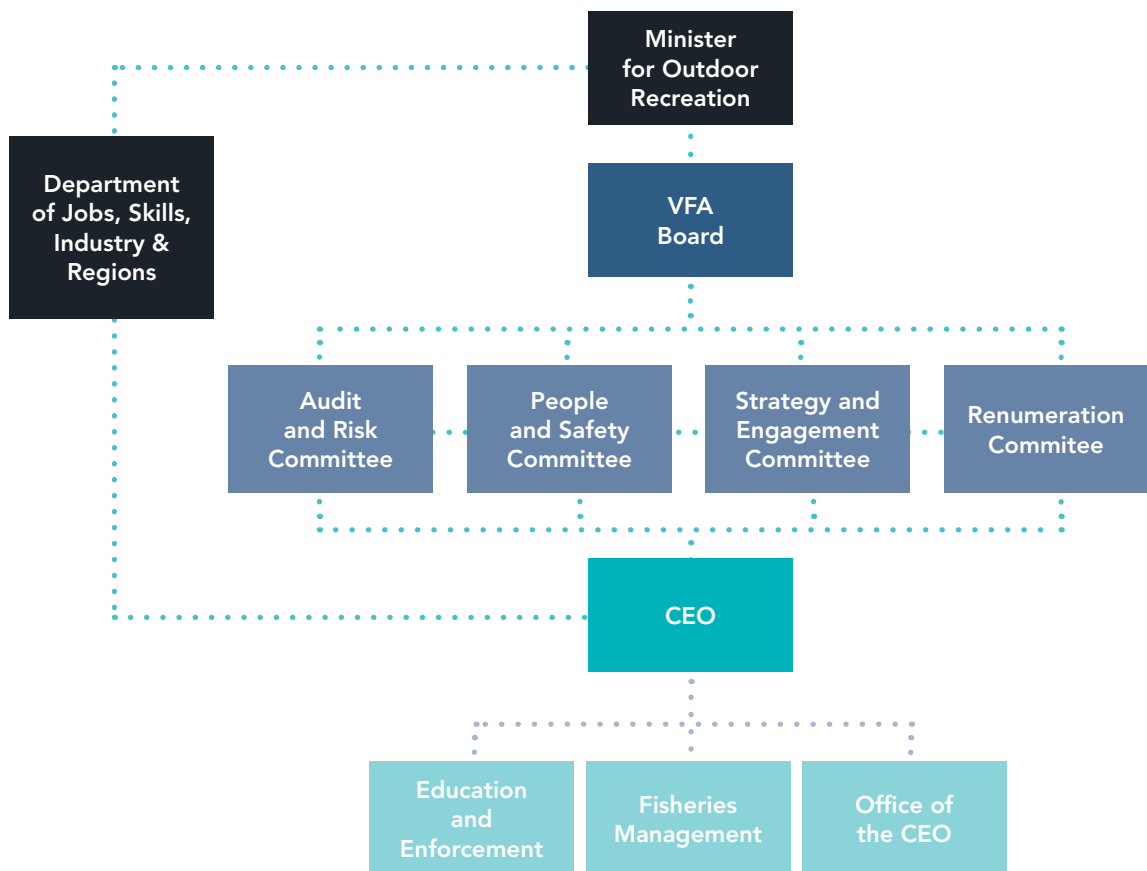 Minister
for Outdoor
Recreation
Department
of Jobs, Skills,
Industry &
Regions
VFA
Board
Audit
and Risk
Committee
People
and Safety
Committee
Strategy and
Engagement
Committee
Renumeration
Commitee
CEO
Education
and
Enforcement
Fisheries
Management
Office of
the CEO